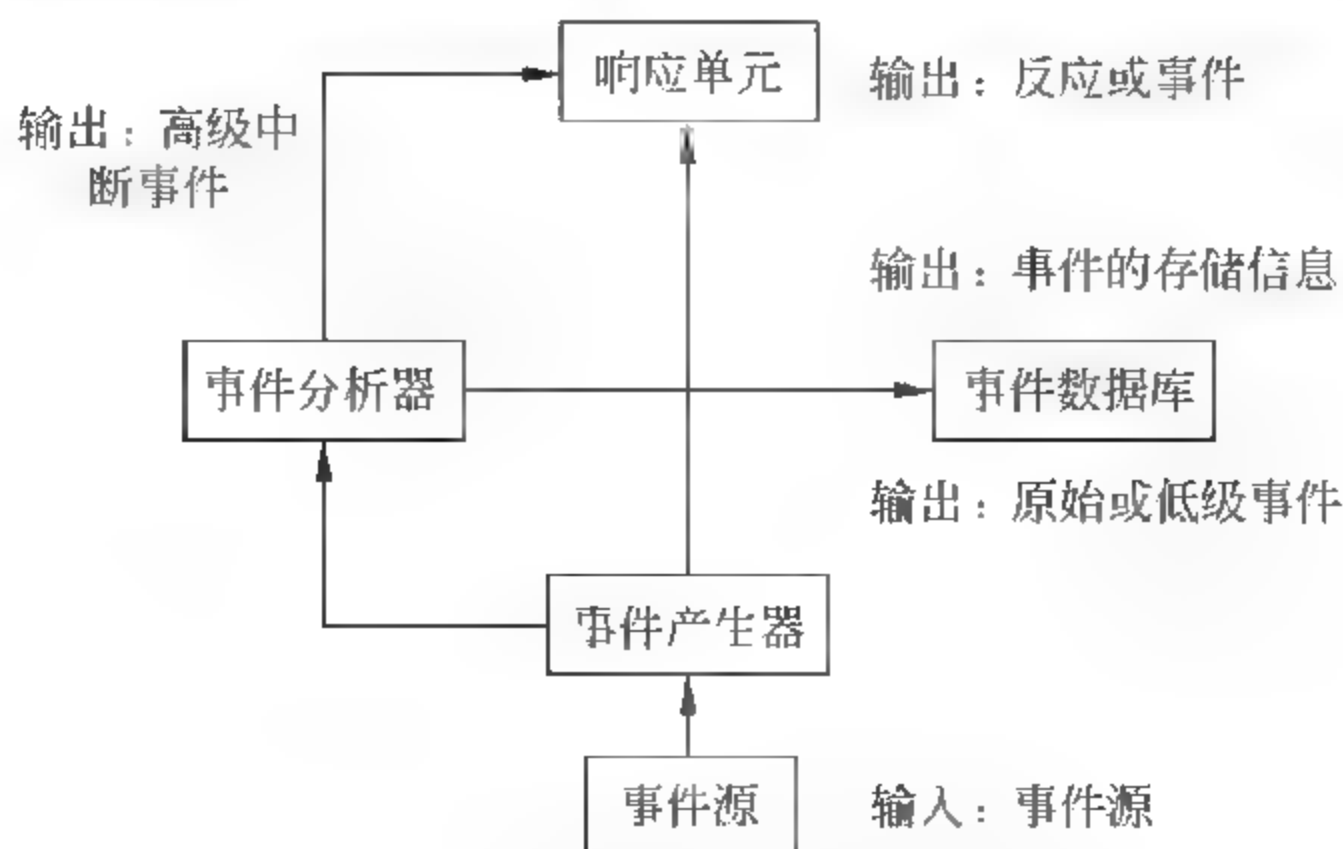 响应单元
输出：反应或事件
输出：高级中
断事件
输出：事件的存储信息
事件分析器
事件数据库
输出：原始或低级事件
事件产生器
事件源
输入：事件源